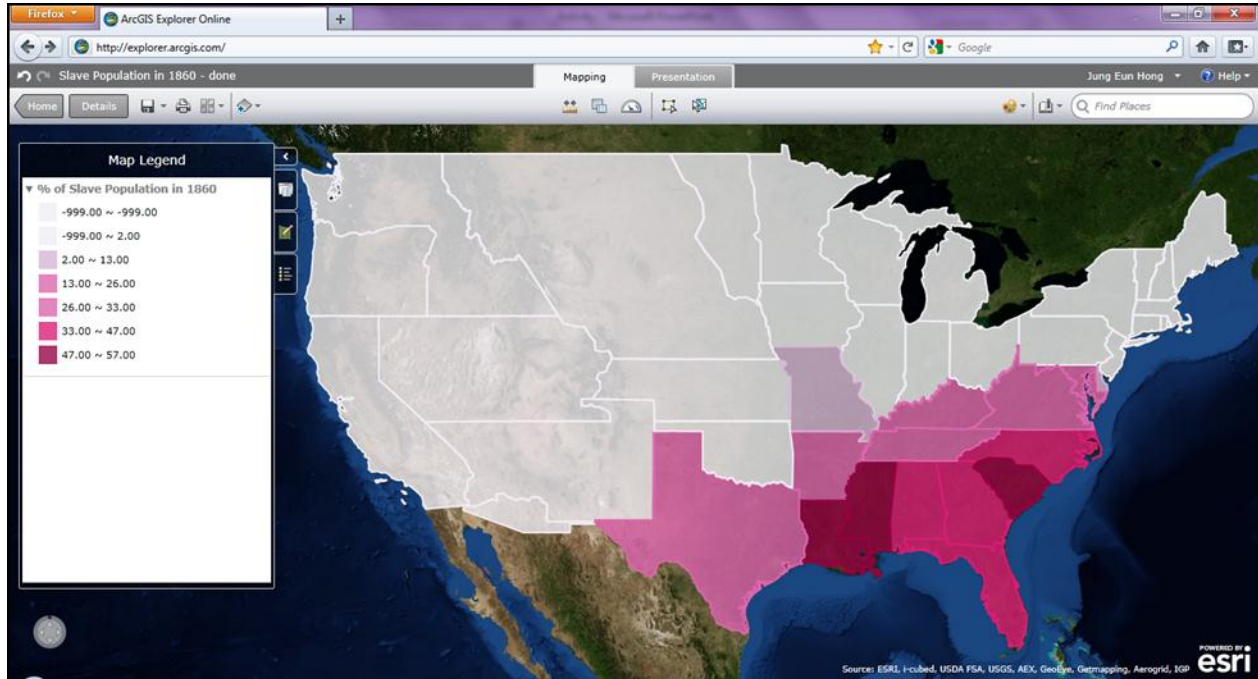 Firefox
ArcGIS Explorer Online
+
http://explorer.arcgis.com/
Google
Slave Population in 1860 - done
Mapping
Presentation
Jung Eun Hong
Help
Home
Details
Find Places
Map Legend
% of Slave Population in 1860
-999.00 ~ -999.00
-999.00 ~ 2.00
2.00 ~ 13.00
13.00 ~ 26.00
26.00 ~ 33.00
33.00 ~ 47.00
47.00 ~ 57.00
Source: ESRI, i-cubed, USDA FSA, USGS, AEX, GeoEye, Getmapping, Aerogrid, IGP
POWERED BY
esri